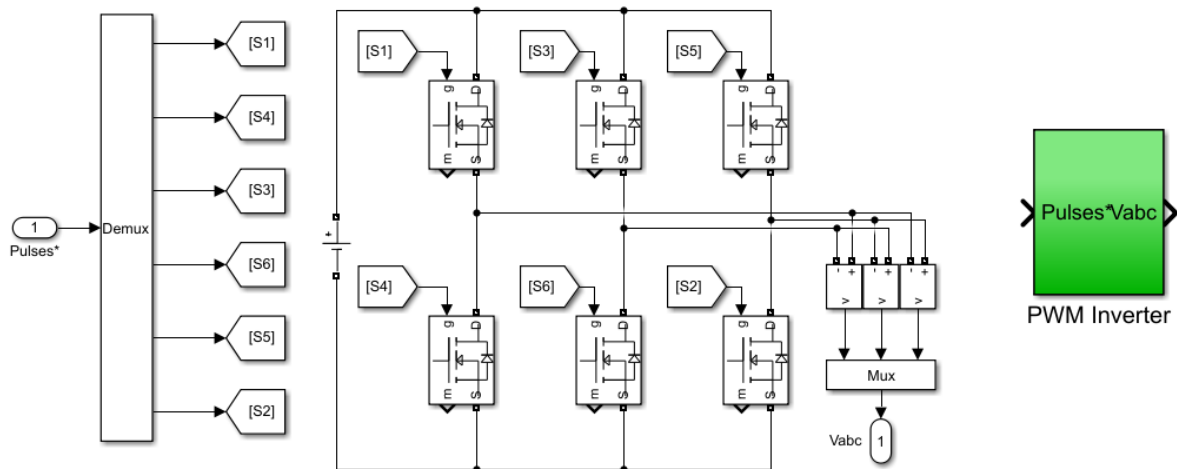 1
Pulses*
Demux
[S1]
[S4]
[S3]
[S6]
[S5]
[S2]
[S1]
[S3]
[S5]
g
D
m
S
g
D
m
S
g
D
m
S
+
[S4]
[S6]
[S2]
g
D
m
S
g
D
m
S
g
D
m
S
- +
- +
- +
v
v
v
Mux
Vabc
1
Pulses*Vabc
PWM Inverter